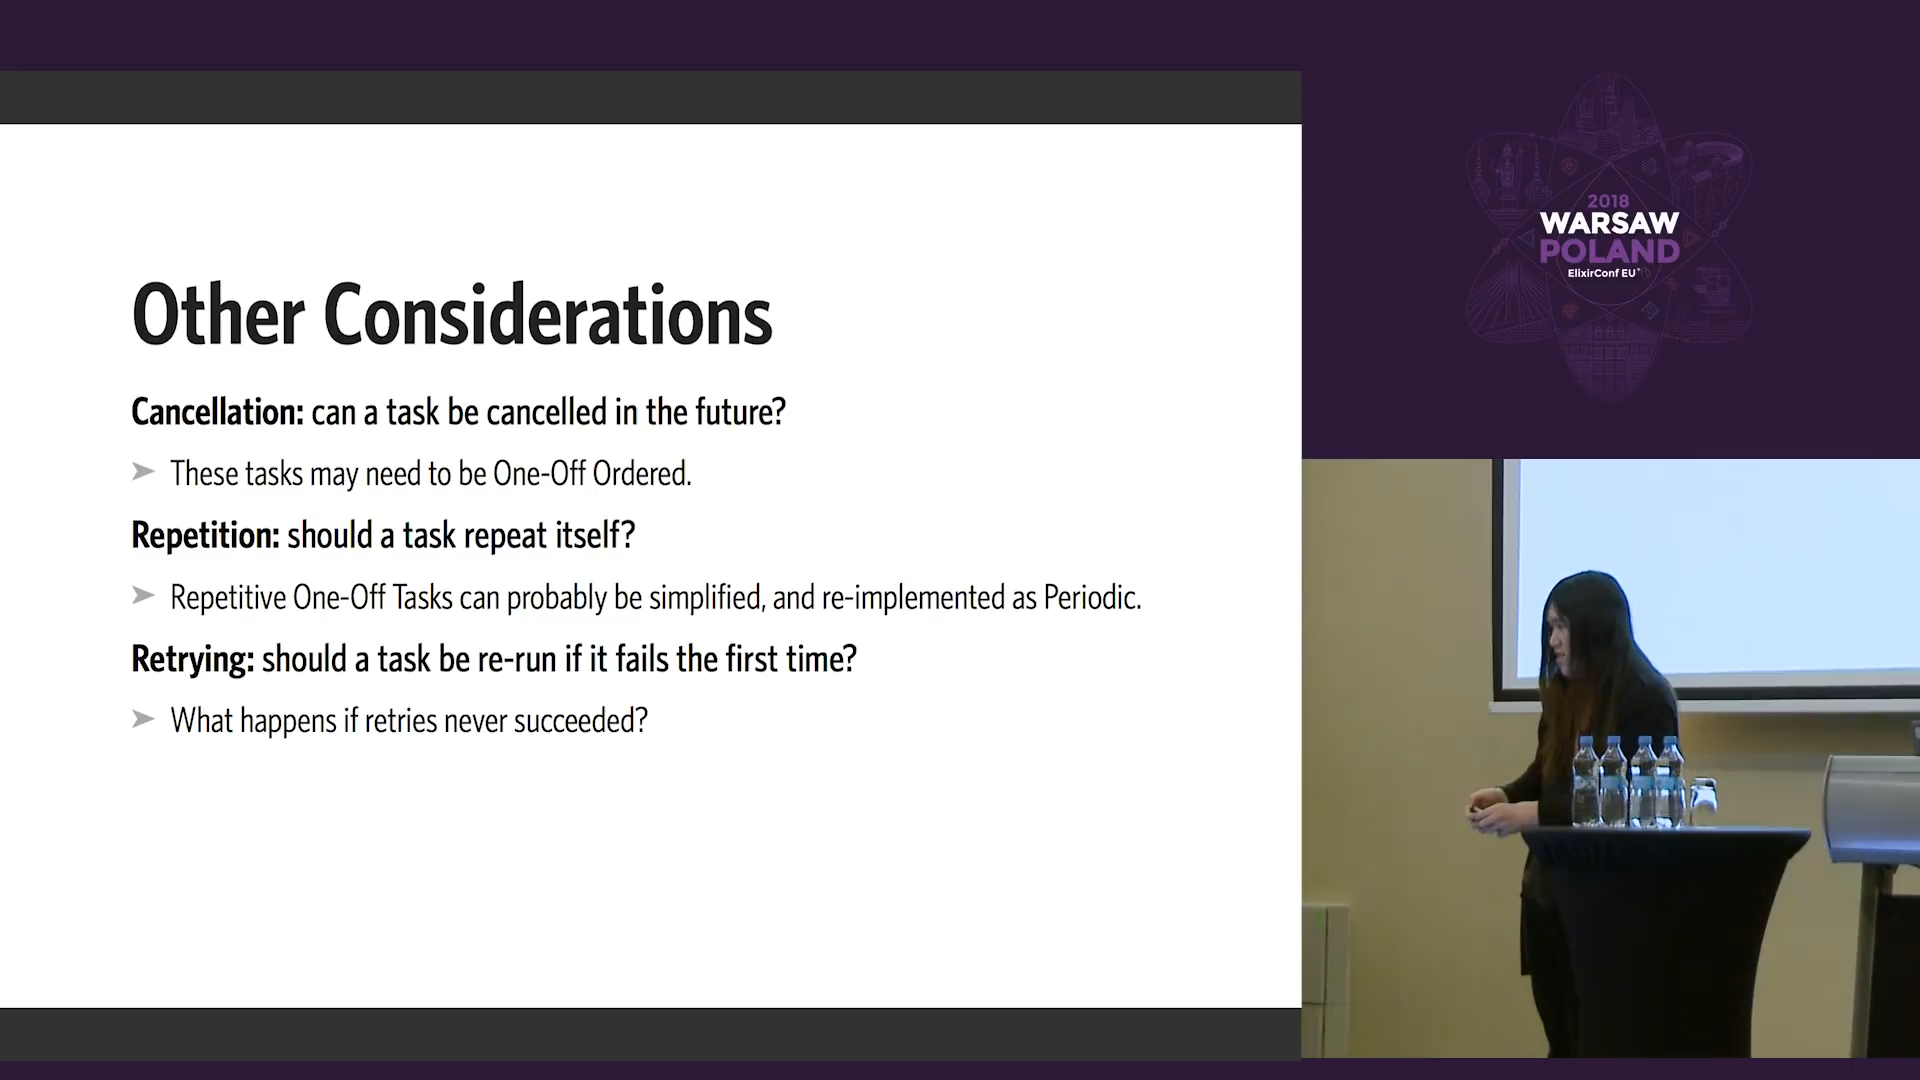 Other Considerations
Cancellation: can a task be cancelled in the future?
➤ These tasks may need to be One-Off Ordered.
Repetition: should a task repeat itself?
➤ Repetitive One-Off Tasks can probably be simplified, and re-implemented as Periodic.
Retrying: should a task be re-run if it fails the first time?
➤ What happens if retries never succeeded?
2018
WARSAW
POLAND
ElixirConf EU